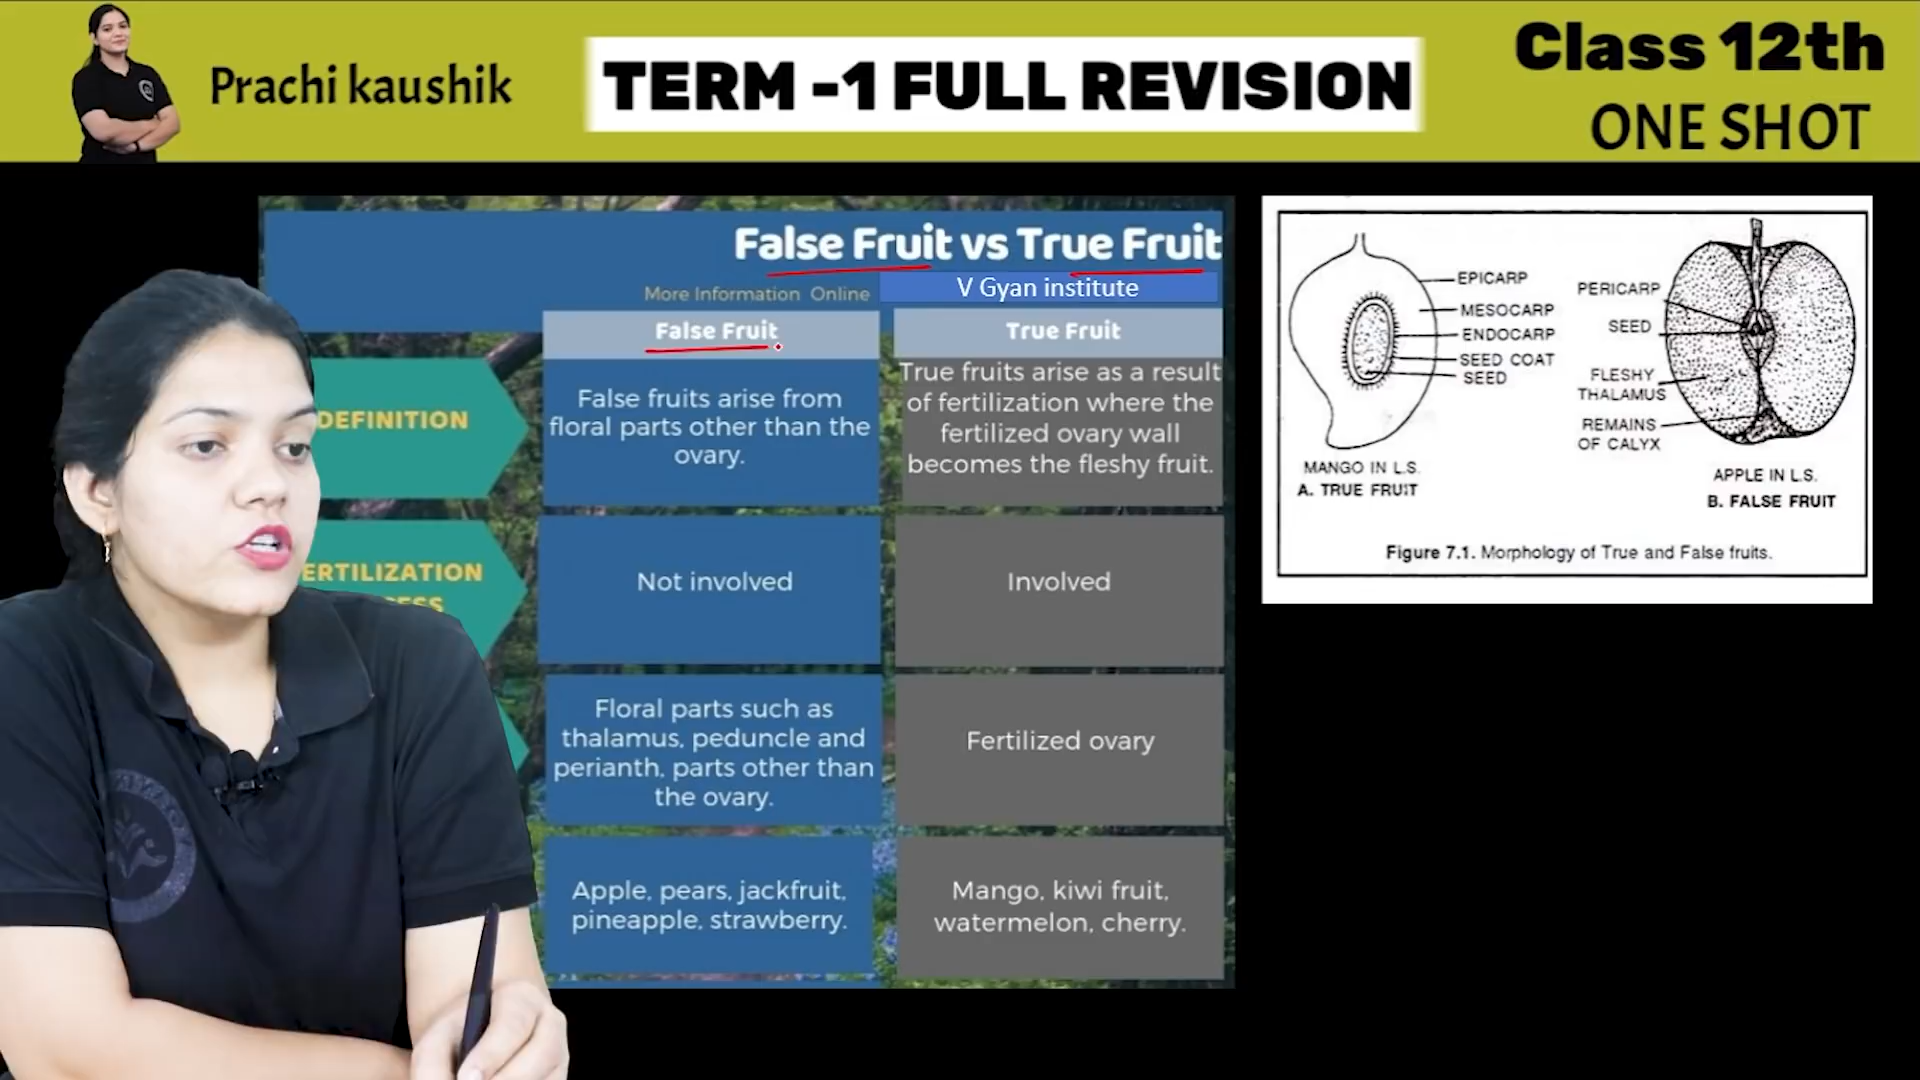 Prachi kaushik
TERM -1 FULL REVISION
Class 12th
ONE SHOT
False Fruit vs True Fruit
More Information Online
V Gyan institute
False Fruit
True Fruit
DEFINITION
False fruits arise from
floral parts other than the
ovary.
True fruits arise as a result
of fertilization where the
fertilized ovary wall
becomes the fleshy fruit.
ERTILIZATION
Not involved
Involved
Floral parts such as
thalamus, peduncle and
perianth, parts other than
the ovary.
Fertilized ovary
Apple, pears, jackfruit,
pineapple, strawberry.
Mango, kiwi fruit,
watermelon, cherry.
EPICARP
MESOCARP
ENDOCARP
SEED COAT
SEED
MANGO IN L.S.
A. TRUE FRUIT
PERICARP
SEED
FLESHY
THALAMUS
REMAINS
OF CALYX
APPLE IN L.S.
B. FALSE FRUIT
Figure 7.1. Morphology of True and False fruits.